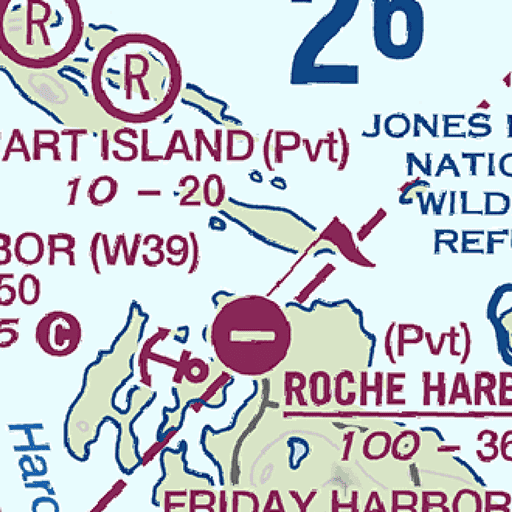 R
R
26
ART ISLAND (Pvt)
10 – 20
JONES
NATIO
WILD
REFU
BOR (W39)
50
5 C
(Pvt)
ROCHE HARB
100 – 36
Haro
FRIDAY HARBOR